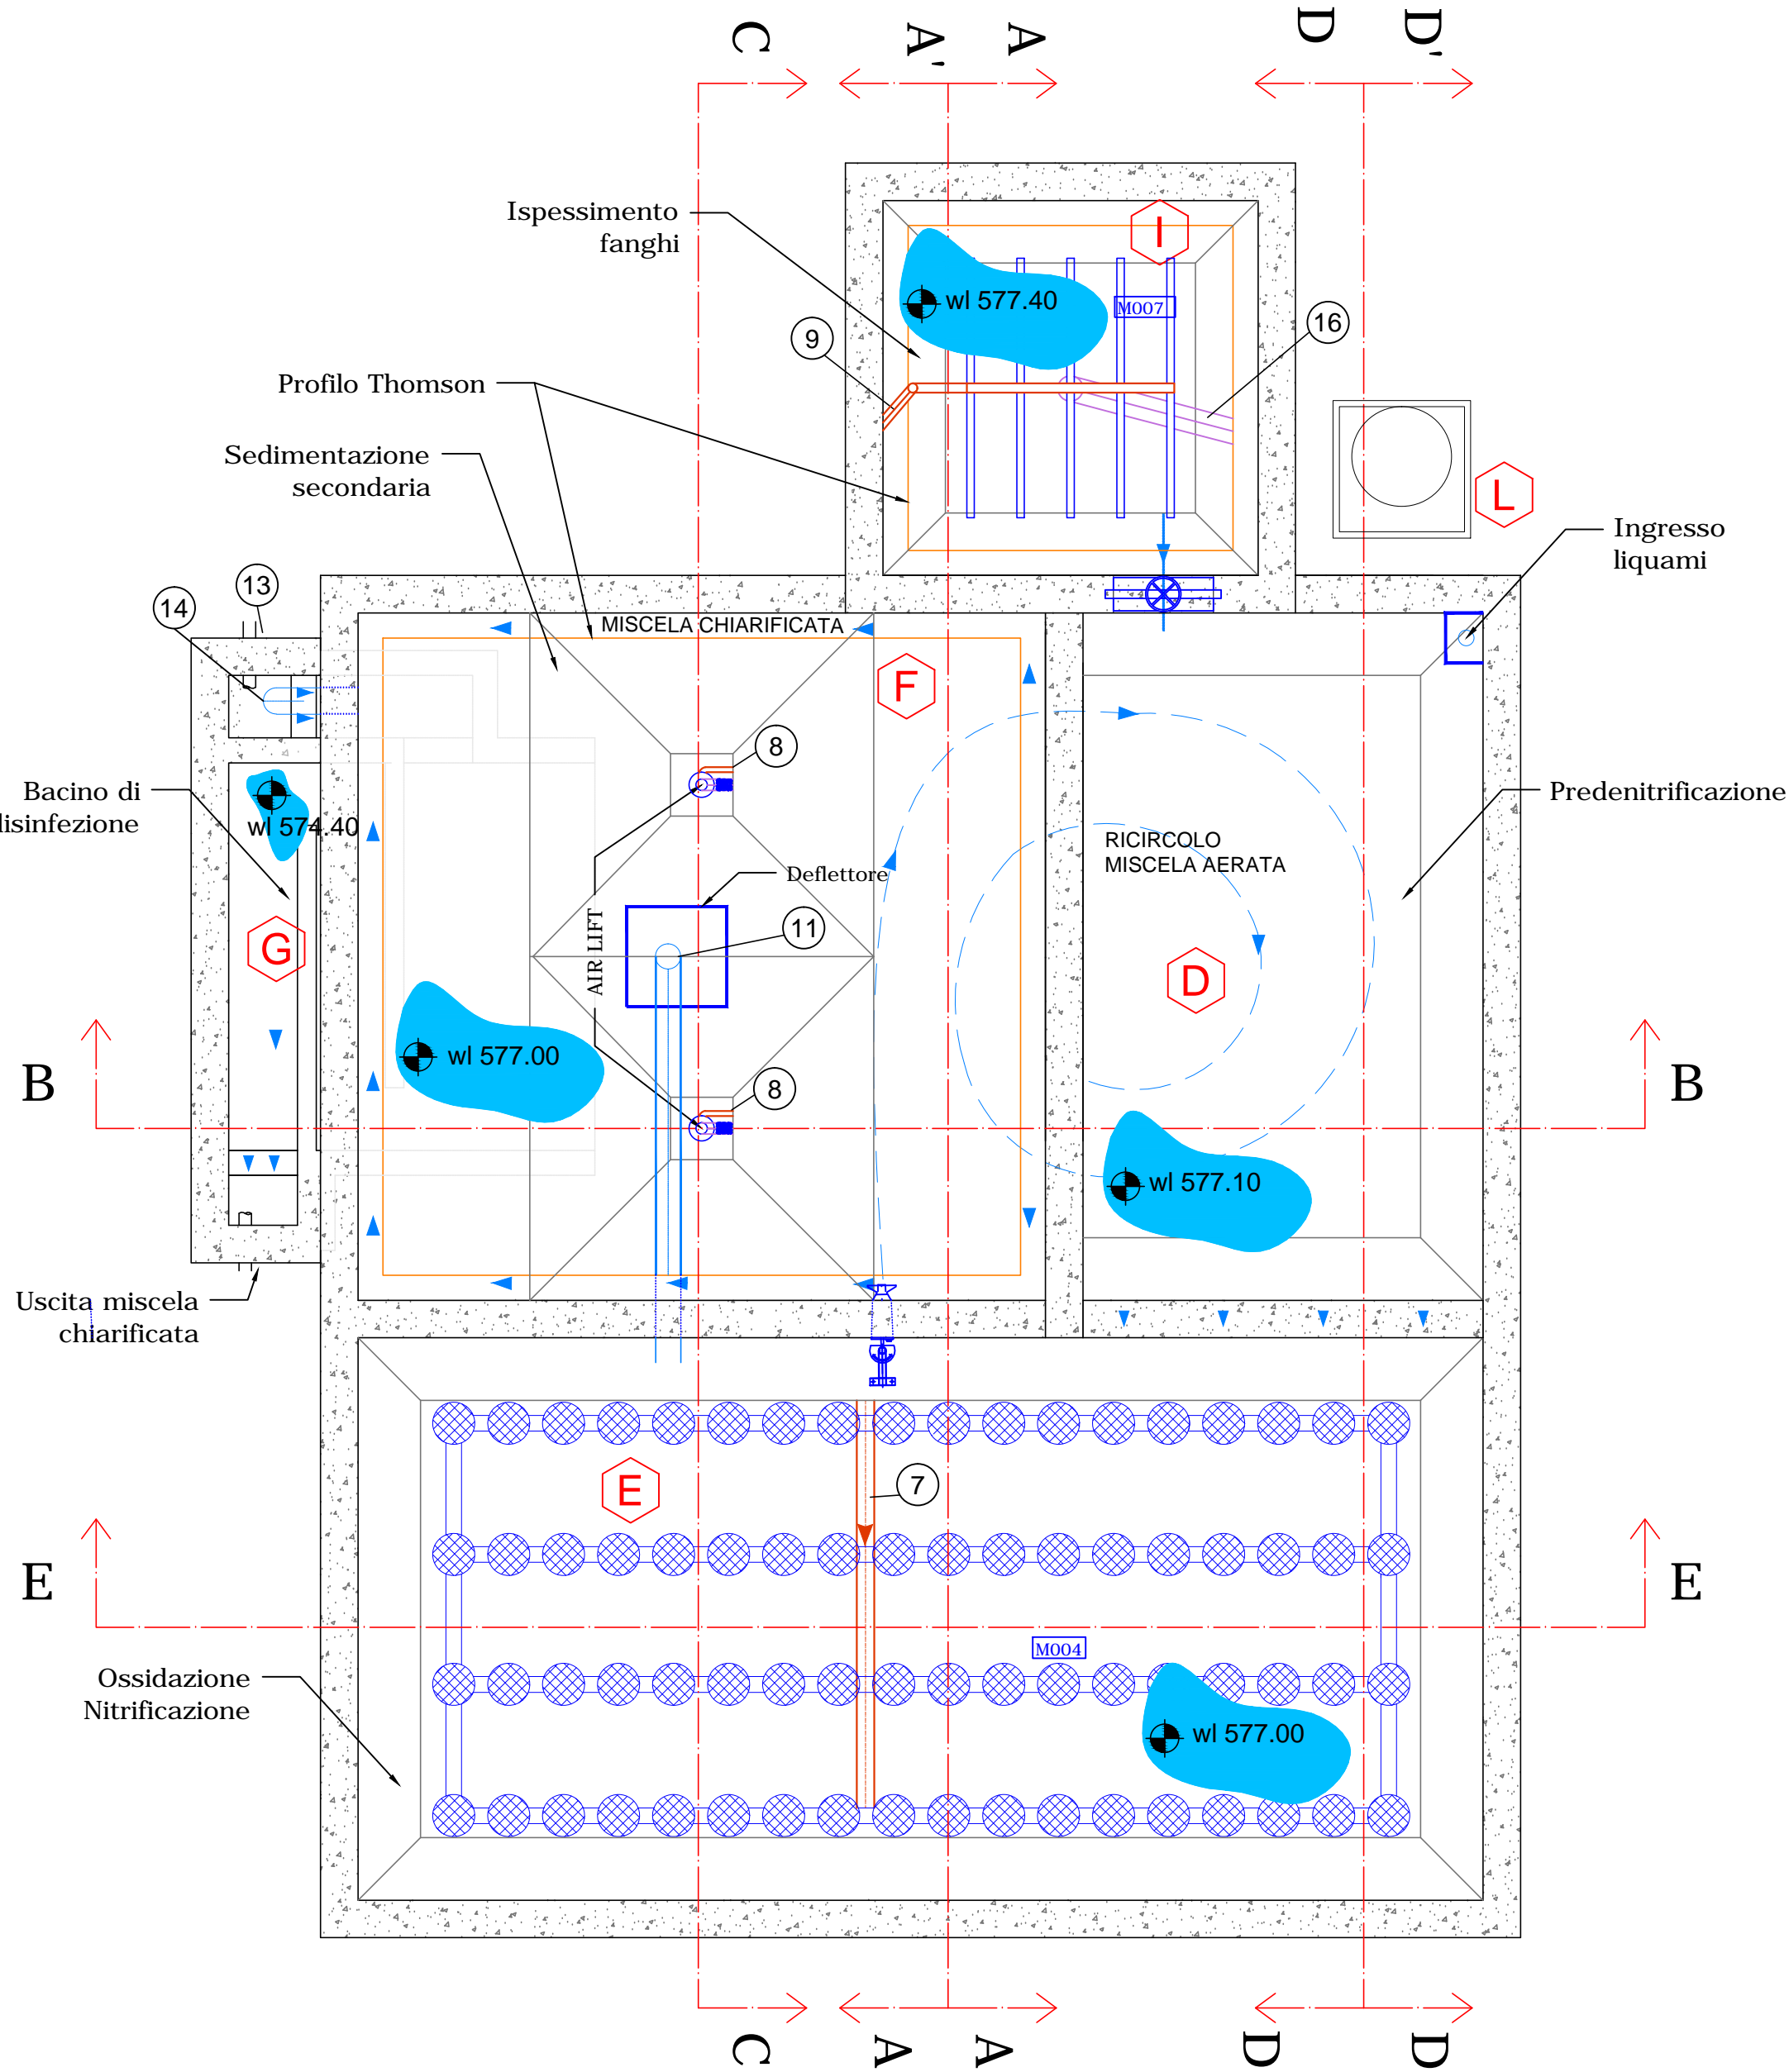 C
A'
A
D
D'
Ispessimento
fanghi
I
wl 577.40
M007
9
16
Profilo Thomson
Sedimentazione
secondaria
L
Ingresso
liquami
13
14
MISCELA CHIARIFICATA
F
8
Bacino di
disinfezione
wl 574.40
Predenitrificazione
RICIRCOLO
MISCELA AERATA
Deflettore
11
AIR LIFT
G
D
wl 577.00
B
B
8
wl 577.10
Uscita miscela
chiarificata
E
7
E
E
M004
Ossidazione
Nitrificazione
wl 577.00
C
A
A
D
D